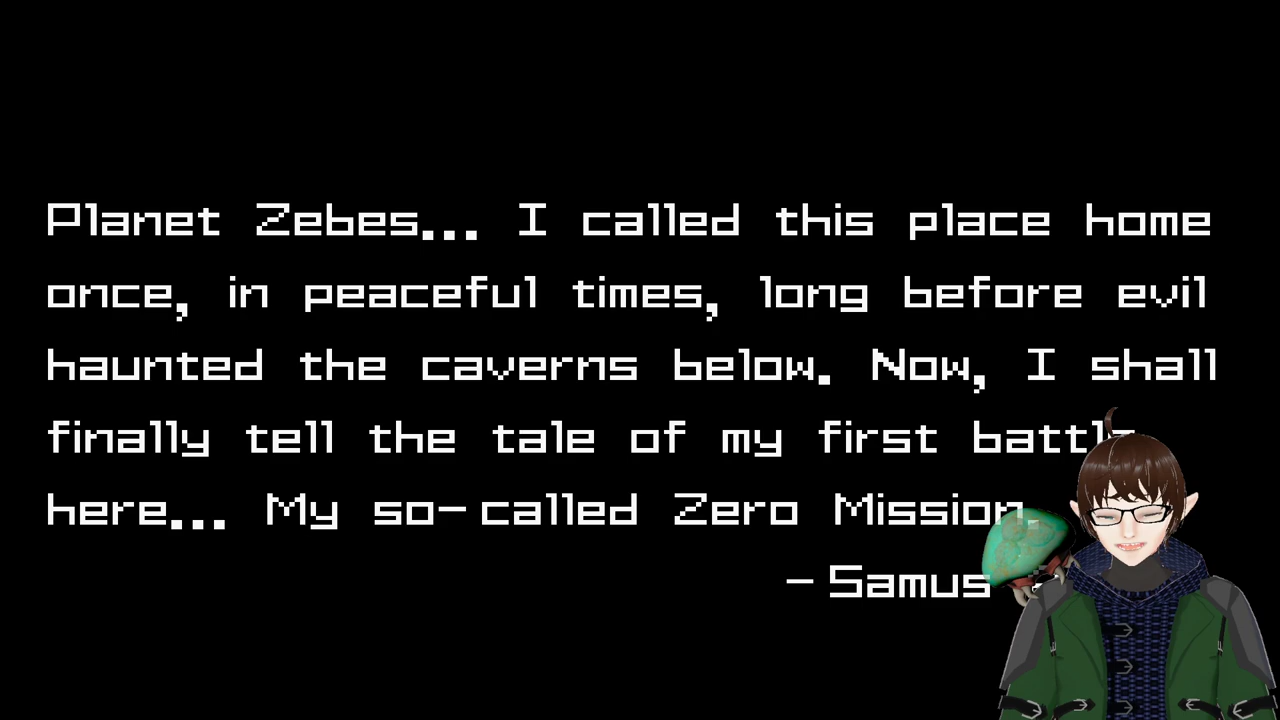 Planet Zebes... I called this place home
once, in peaceful times, long before evil
haunted the caverns below. Now, I shall
finally tell the tale of my first battle
here... My so-called Zero Mission.
-Samus